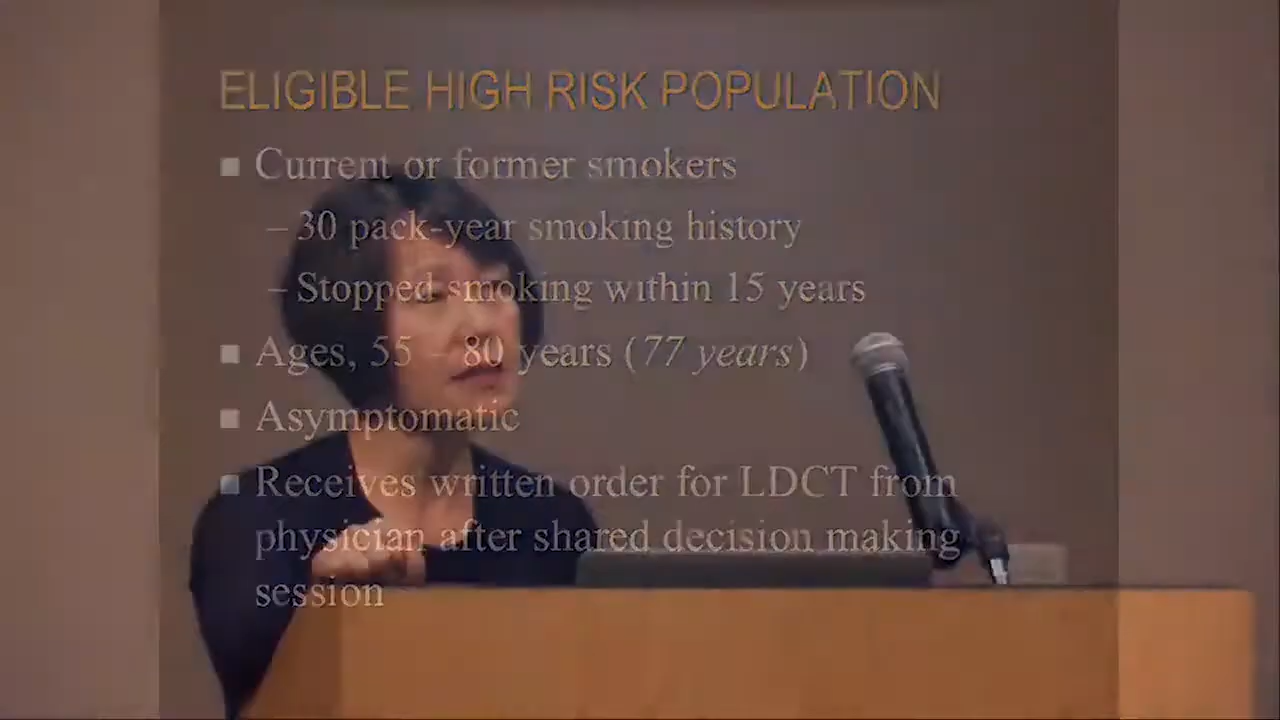 ELIGIBLE HIGH RISK POPULATION
■ Current or former smokers
– 30 pack-year smoking history
– Stopped smoking within 15 years
■ Ages, 55 – 80 years (77 years)
■ Asymptomatic
■ Receives written order for LDCT from
physician after shared decision making
session